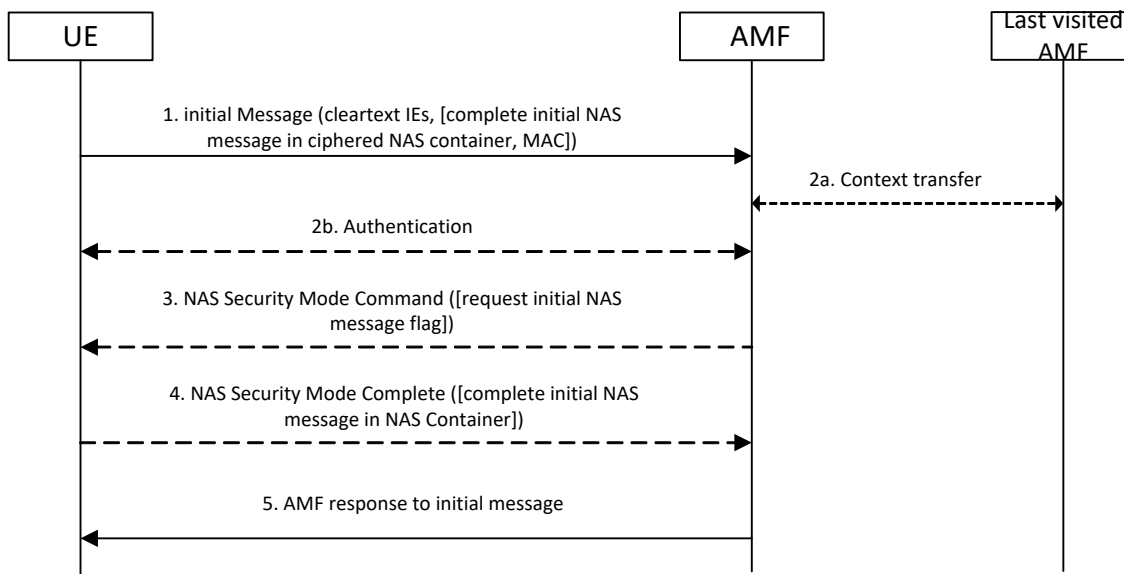 UE
AMF
Last visited
AMF
1. initial Message (cleartext IEs, [complete initial NAS
message in ciphered NAS container, MAC])
2a. Context transfer
2b. Authentication
3. NAS Security Mode Command ([request initial NAS
message flag])
4. NAS Security Mode Complete ([complete initial NAS
message in NAS Container])
5. AMF response to initial message